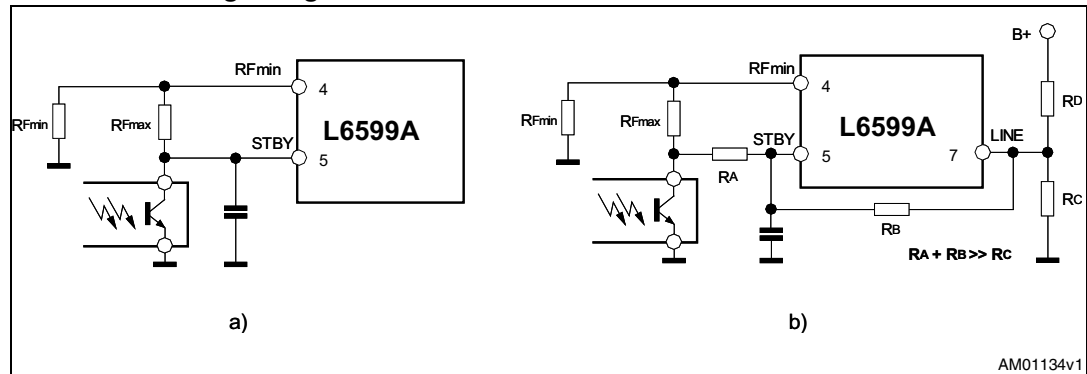 RFmin
4
RFmin
RFmax
L6599A
STBY
5
a)
B+
RFmin
4
RD
RFmin
RFmax
L6599A
LINE
STBY
5
7
RA
RC
RB
RA + RB >> RC
b)
AM01134v1